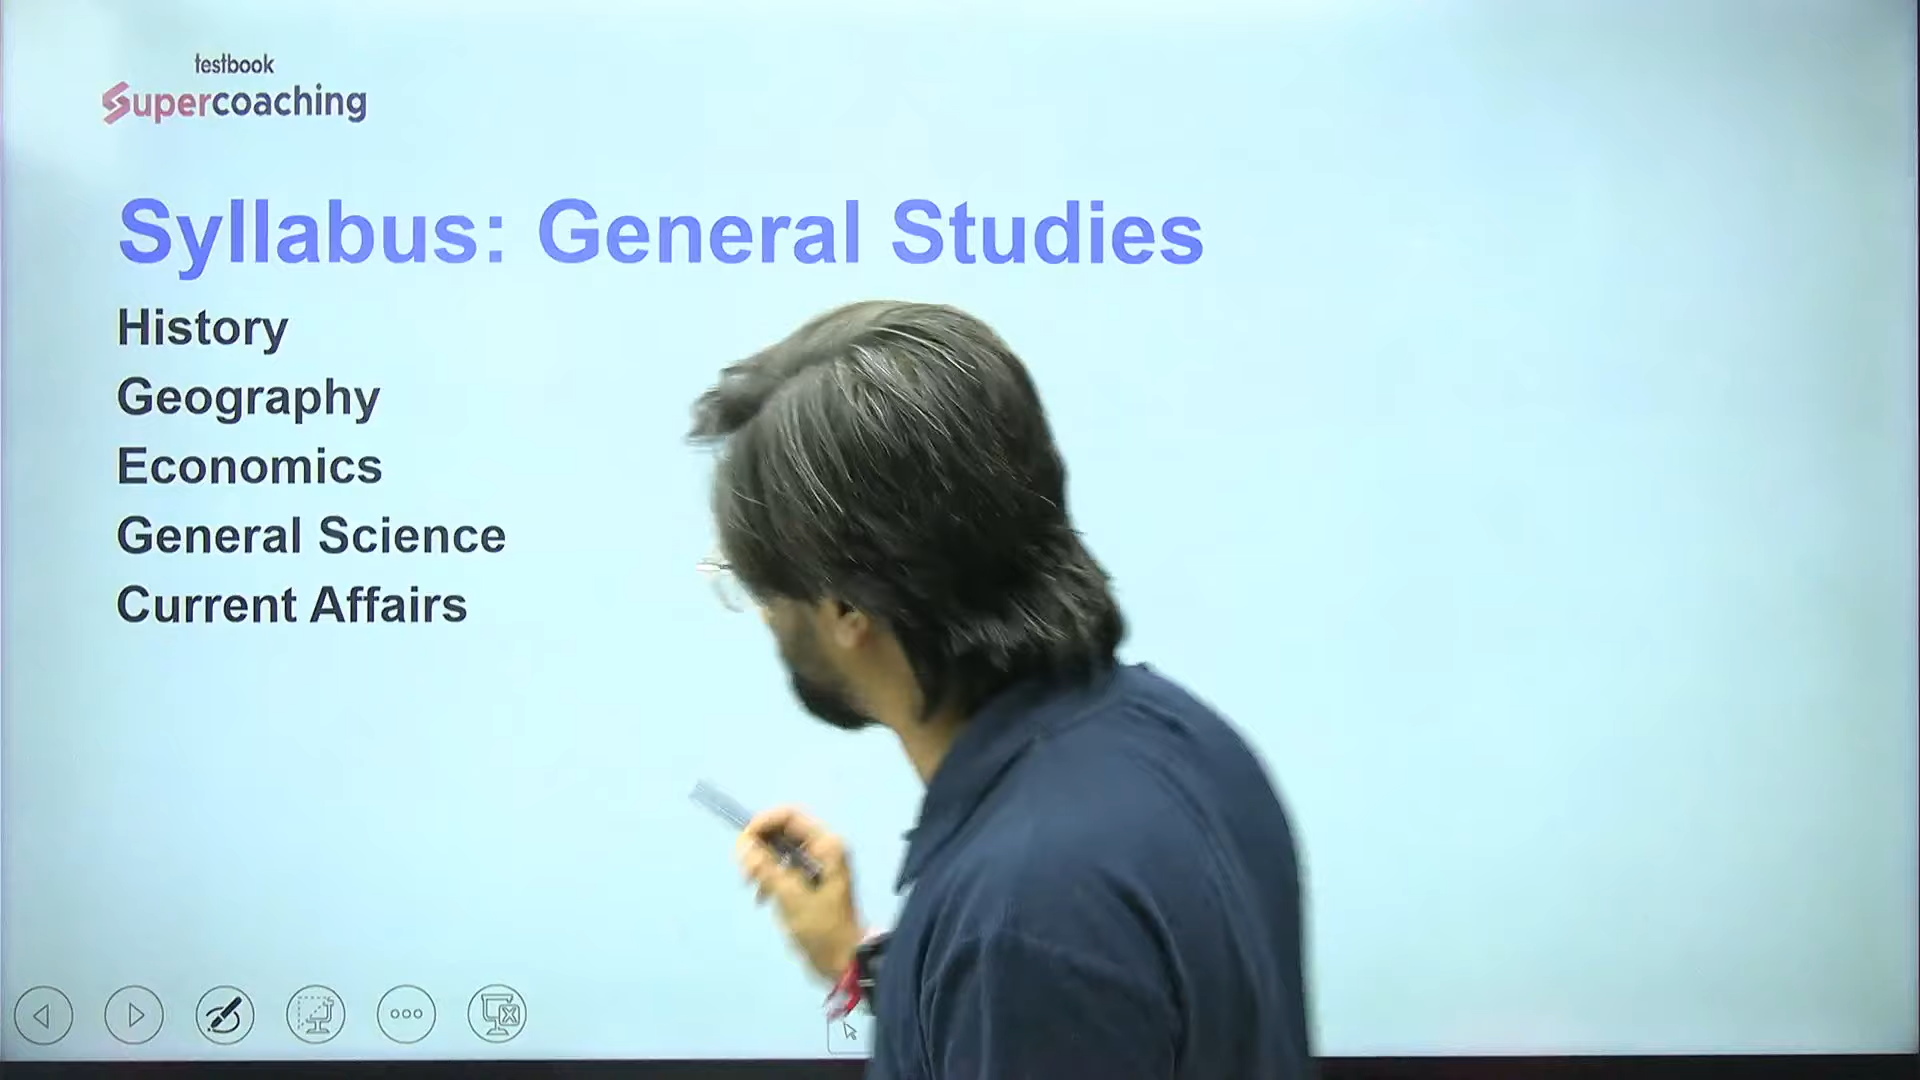 testbook
Supercoaching
Syllabus: General Studies
History
Geography
Economics
General Science
Current Affairs